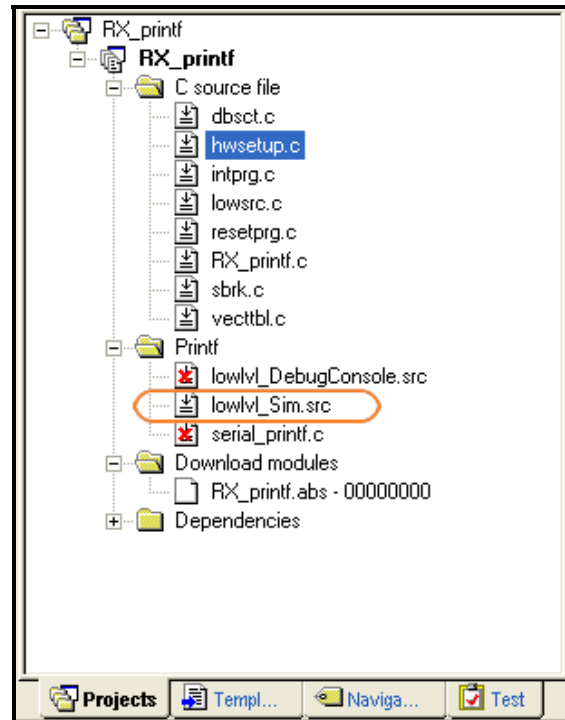 RX_printf
RX_printf
C source file
dbsct.c
hwsetup.c
intprg.c
lowsrc.c
resetprg.c
RX_printf.c
sbrk.c
vecttbl.c
Printf
lowlvl_DebugConsole.src
lowlvl_Sim.src
serial_printf.c
Download modules
RX_printf.abs - 00000000
Dependencies
Projects Templ... Naviga... Test